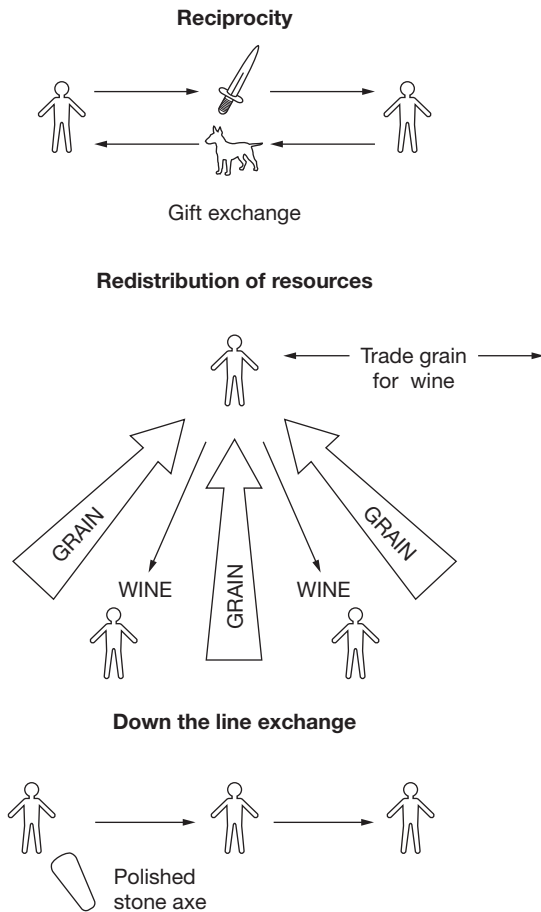 Reciprocity
Gift exchange
Redistribution of resources
Trade grain
for wine
GRAIN
GRAIN
GRAIN
WINE
WINE
Down the line exchange
Polished
stone axe